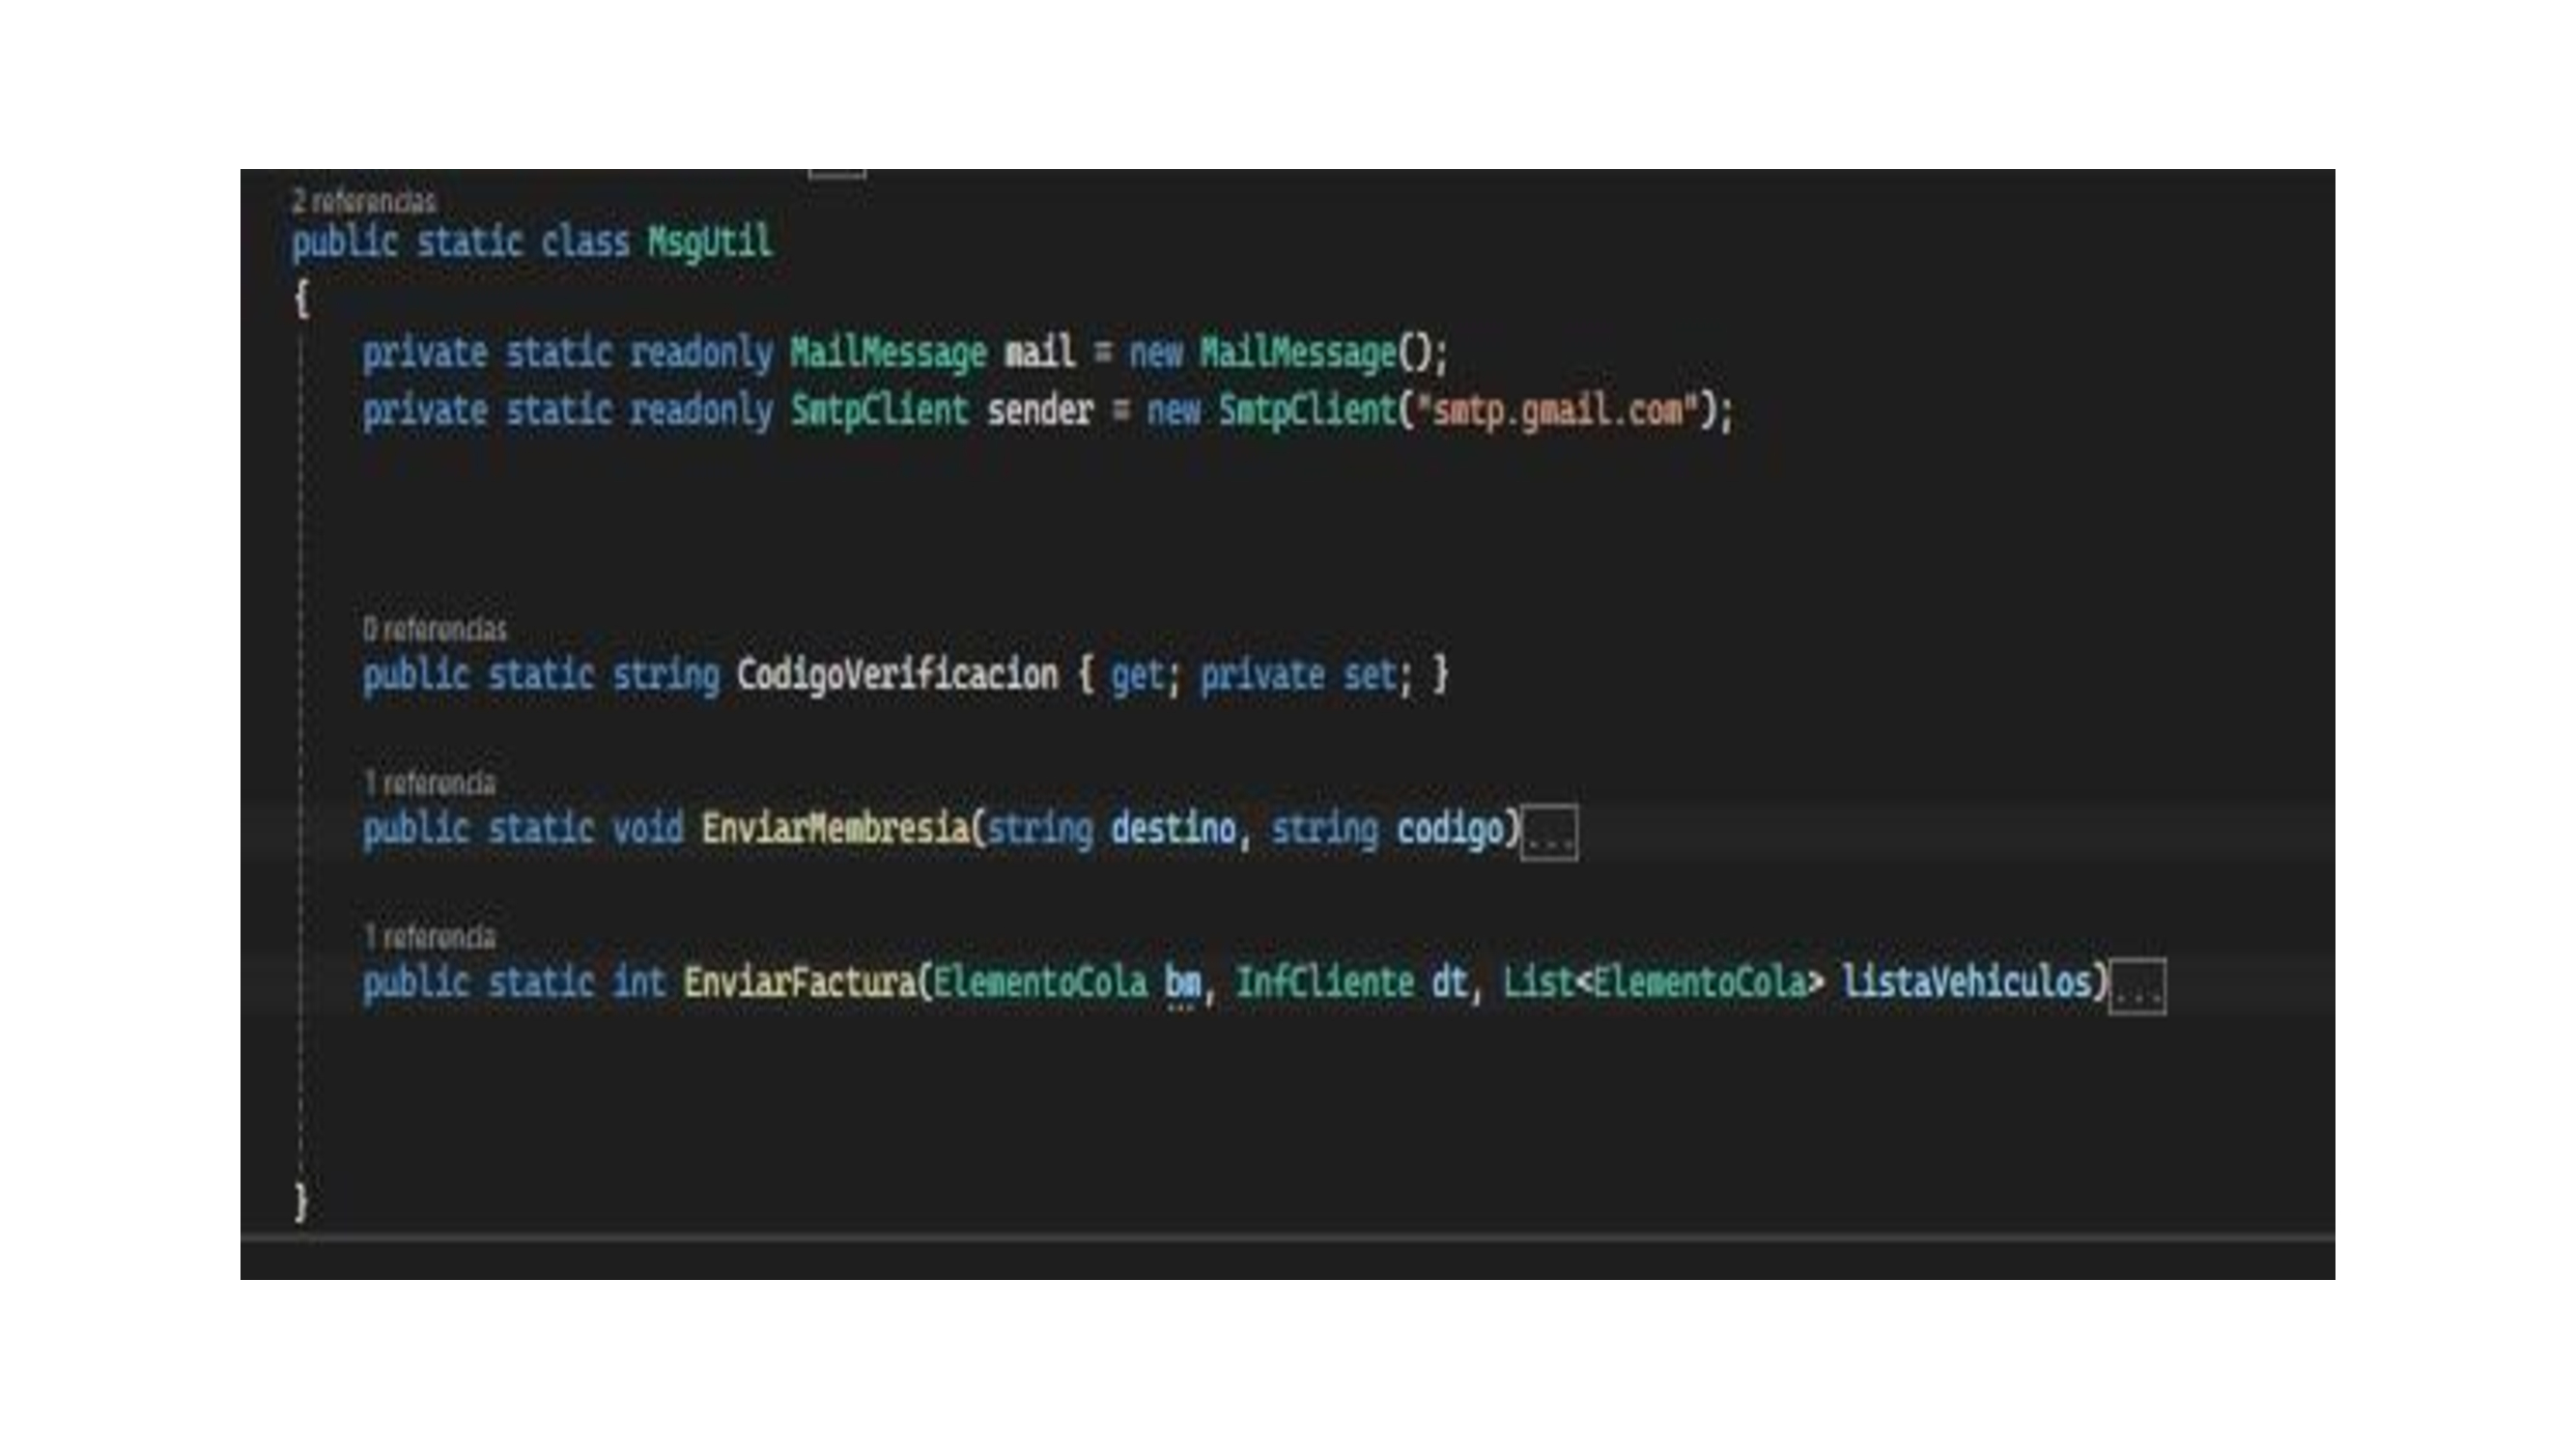 2 referencias
public static class MsgUtil
{
private static readonly MailMessage mail = new MailMessage();
private static readonly SmtpClient sender = new SmtpClient("smtp.gmail.com");
0 referencias
public static string CodigoVerificacion { get; private set; }
1 referencia
public static void EnviarMembresia(string destino, string codigo)...
1 referencia
public static int EnviarFactura(ElementoCola bm, InfCliente dt, List<ElementoCola> listaVehiculos)...
}